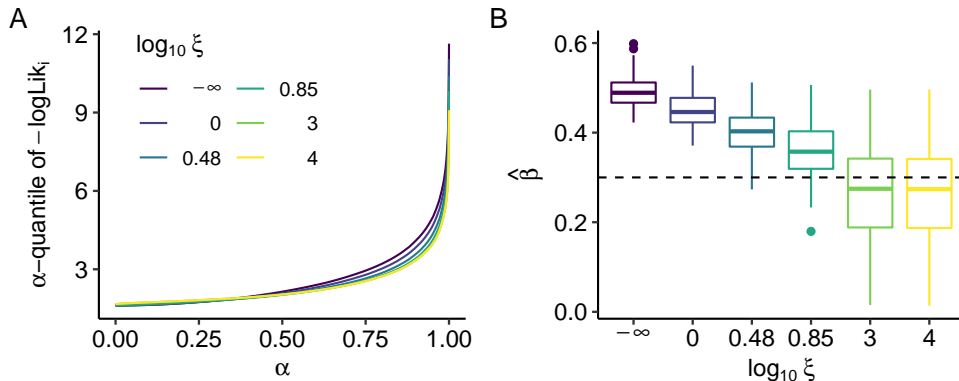 A
α−quantile of −logLikᵢ
12
9
6
3
log₁₀ ξ
−∞ 0.85
0 3
0.48 4
0.00 0.25 0.50 0.75 1.00
α
B
β̂
0.6
0.4
0.2
0.0
−∞ 0 0.48 0.85 3 4
log₁₀ ξ